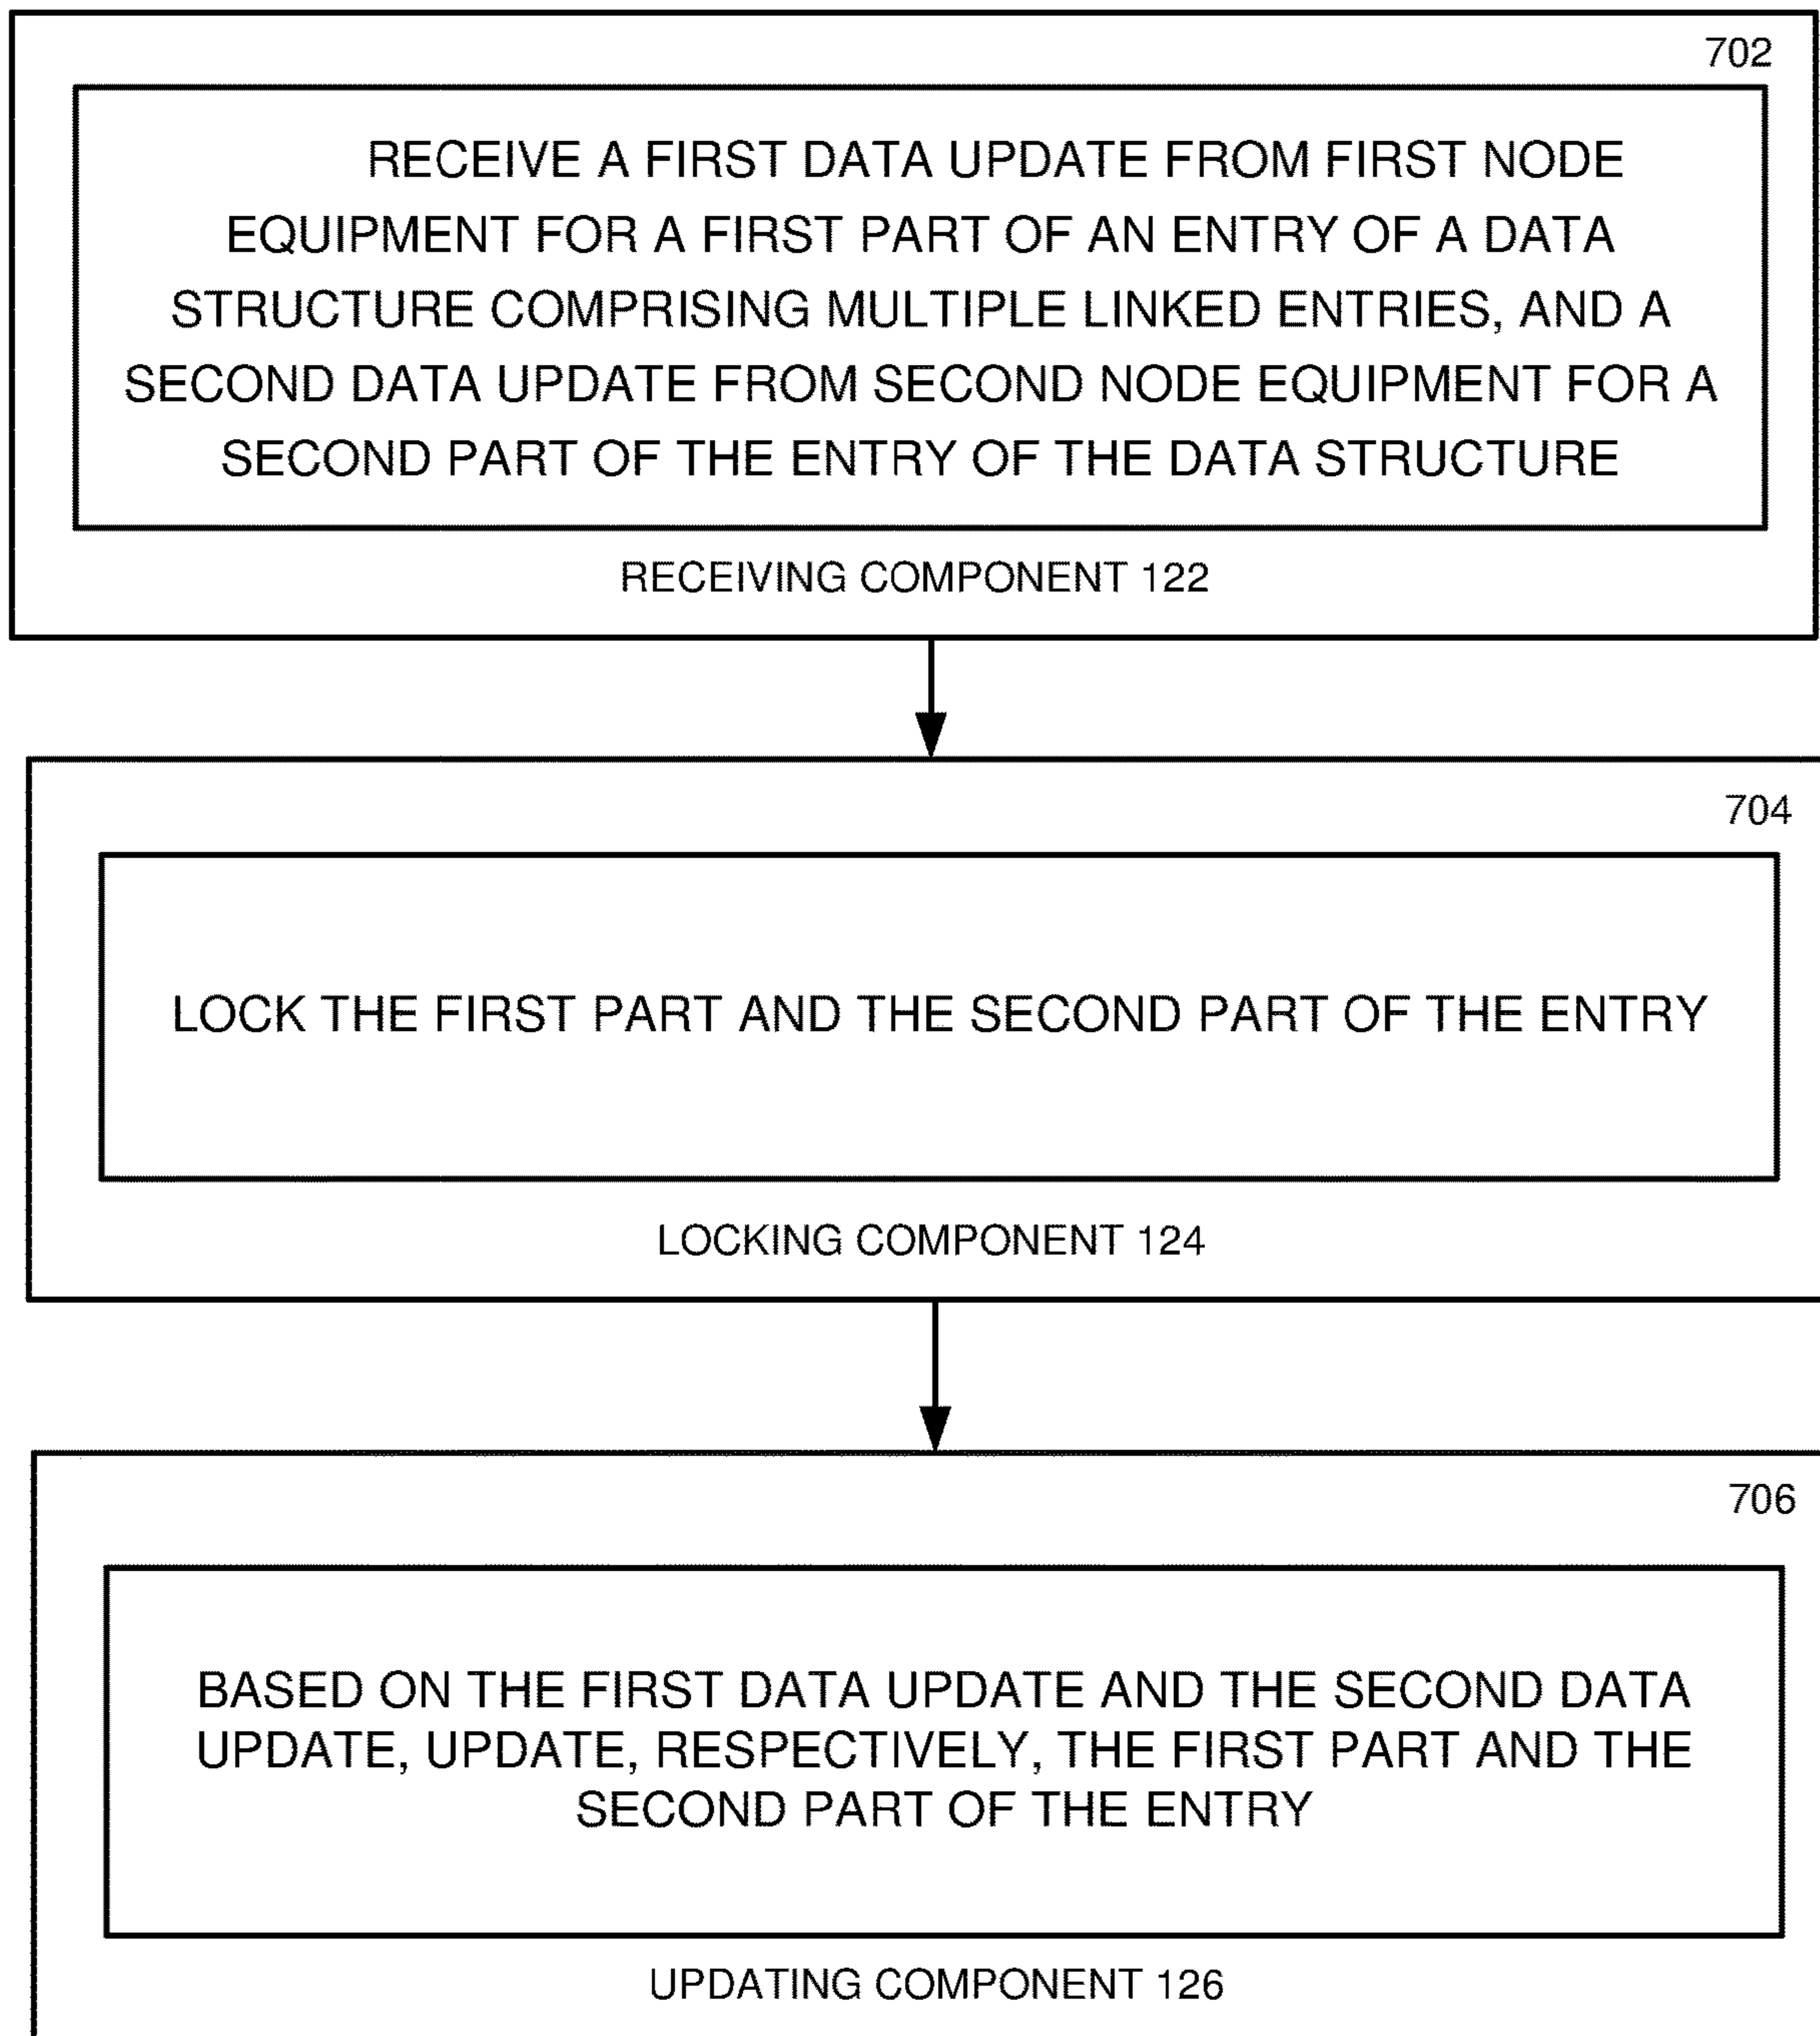 702
RECEIVE A FIRST DATA UPDATE FROM FIRST NODE
EQUIPMENT FOR A FIRST PART OF AN ENTRY OF A DATA
STRUCTURE COMPRISING MULTIPLE LINKED ENTRIES, AND A
SECOND DATA UPDATE FROM SECOND NODE EQUIPMENT FOR A
SECOND PART OF THE ENTRY OF THE DATA STRUCTURE
RECEIVING COMPONENT 122
704
LOCK THE FIRST PART AND THE SECOND PART OF THE ENTRY
LOCKING COMPONENT 124
706
BASED ON THE FIRST DATA UPDATE AND THE SECOND DATA
UPDATE, UPDATE, RESPECTIVELY, THE FIRST PART AND THE
SECOND PART OF THE ENTRY
UPDATING COMPONENT 126